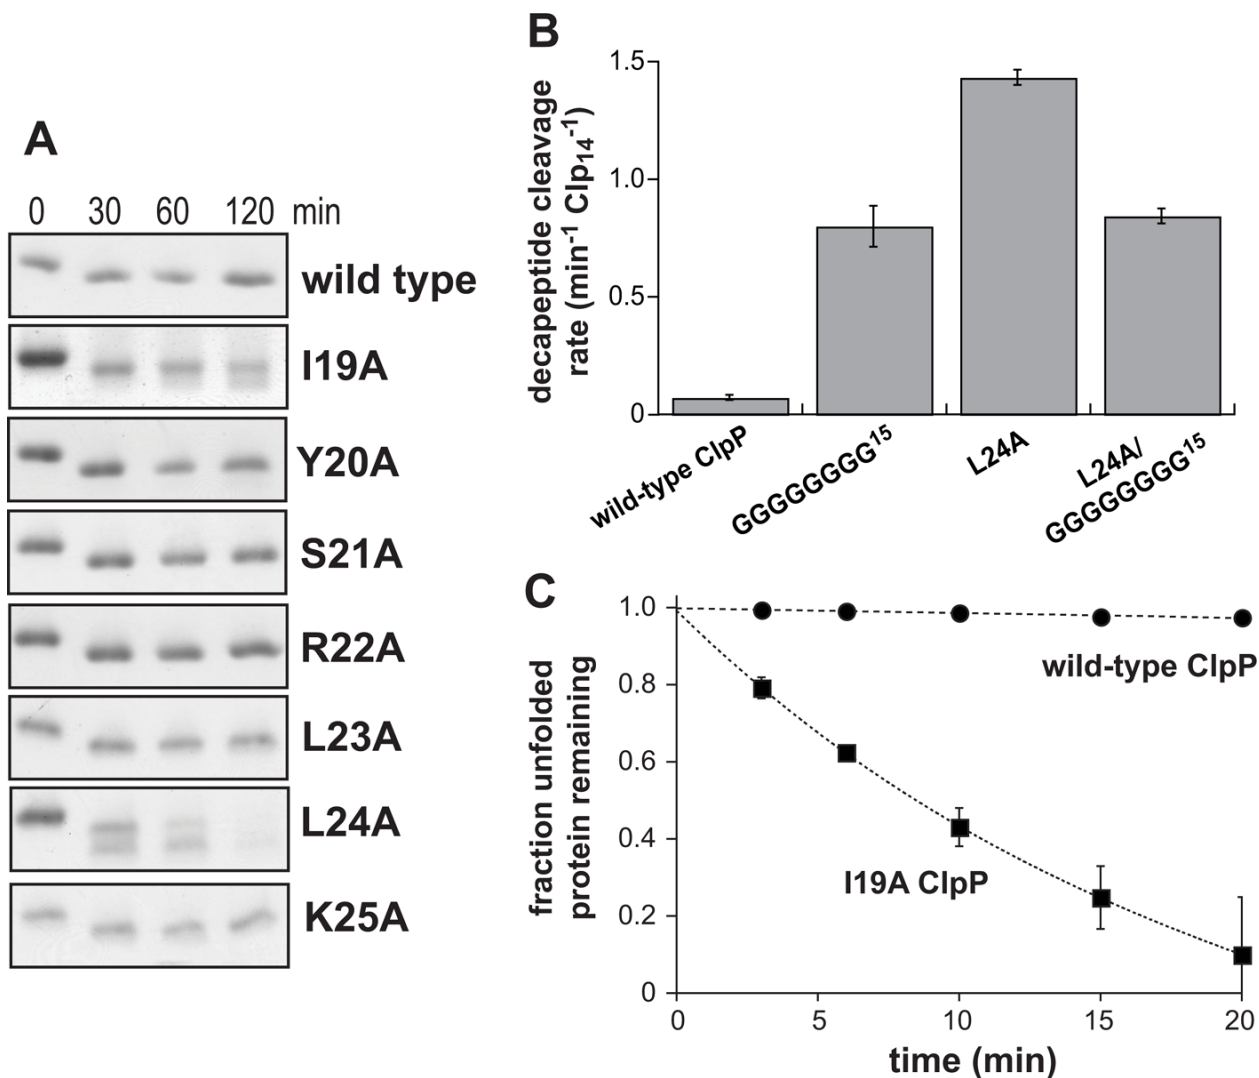 A
0 30 60 120 min
wild type
I19A
Y20A
S21A
R22A
L23A
L24A
K25A
B
decapeptide cleavage
rate (min⁻¹ Clp₁₄⁻¹)
1.5
1.0
0.5
0
wild-type ClpP
GGGGGGGG¹⁵
L24A
L24A/
GGGGGGGG¹⁵
C
fraction unfolded
protein remaining
1.0
0.8
0.6
0.4
0.2
0
wild-type ClpP
I19A ClpP
0 5 10 15 20
time (min)